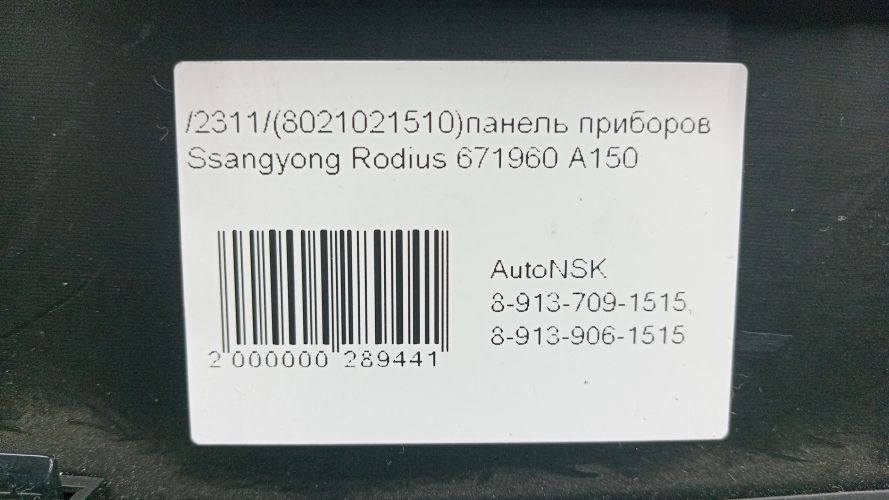 /2311/(8021021510)панель приборов
Ssangyong Rodius 671960 A150
AutoNSK
8-913-709-1515,
8-913-906-1515
2 000000 289441